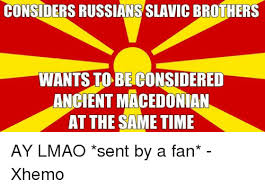 CONSIDERS RUSSIANS SLAVIC BROTHERS
WANTS TO BE CONSIDERED
ANCIENT MACEDONIAN
AT THE SAME TIME
AY LMAO *sent by a fan* -
Xhemo